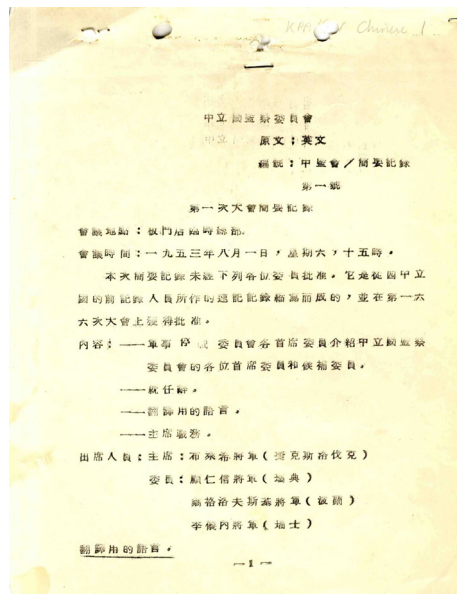 KPA/CPV Chinese 1
中立國監察委員會
原文：英文
編號：中監會／簡要記錄
第一號
第一次大會簡要記錄
會議地點：板門店臨時總部。
會議時間：一九五三年八月一日，星期六，十五時。
本次簡要記錄未經下列各位委員批准。它是從四中立
國的前記錄人員所作的速記記錄縮寫而成的，並在第一六
六次大會上獲得批准。
內容：——軍事停戰委員會各首席委員介紹中立國監察
委員會的各位首席委員和候補委員。
——就任辭。
——翻譯用的語言。
——主席職務。
出席人員：主席：布萊希將軍（捷克斯洛伐克）
委員：顧仁信將軍（瑞典）
葛格洛夫斯基將軍（波蘭）
李倭內將軍（瑞士）
翻譯用的語言。
—1—